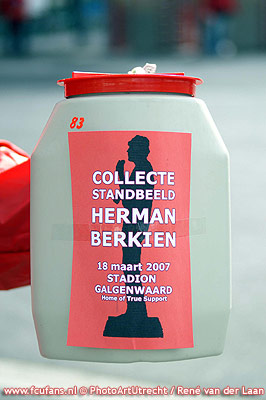 83
COLLECTE
STANDBEELD
HERMAN
BERKIEN
18 maart 2007
STADION
GALGENWAARD
Home of True Support
www.fcufans.nl © PhotoArtUtrecht / René van der Laan